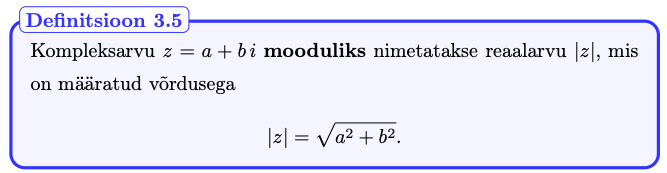 Definitsioon 3.5
Kompleksarvu z = a + b i mooduliks nimetatakse reaalarvu |z|, mis
on määratud võrdusega
|z| = √a² + b².